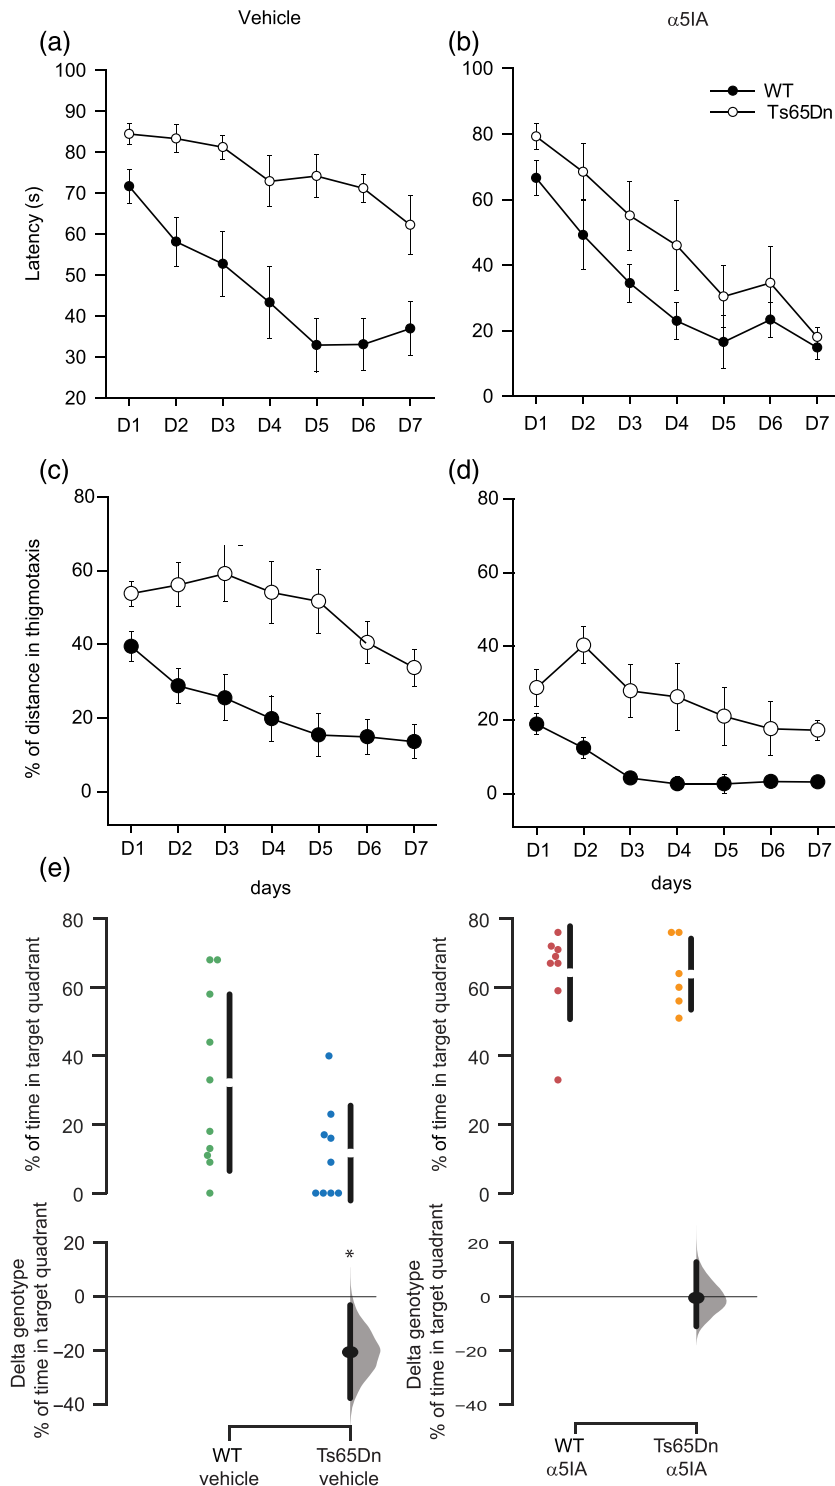 Vehicle
α5IA
(a)
(b)
100
90
80
70
60
50
40
30
20
Latency (s)
D1 D2 D3 D4 D5 D6 D7
100
80
60
40
20
0
WT
Ts65Dn
D1 D2 D3 D4 D5 D6 D7
(c)
(d)
80
60
40
20
0
% of distance in thigmotaxis
D1 D2 D3 D4 D5 D6 D7
days
80
60
40
20
0
D1 D2 D3 D4 D5 D6 D7
days
(e)
80
60
40
20
0
% of time in target quadrant
80
60
40
20
0
% of time in target quadrant
20
0
−20
−40
Delta genotype
% of time in target quadrant
*
WT
vehicle
Ts65Dn
vehicle
20
0
−20
−40
Delta genotype
% of time in target quadrant
WT
α5IA
Ts65Dn
α5IA